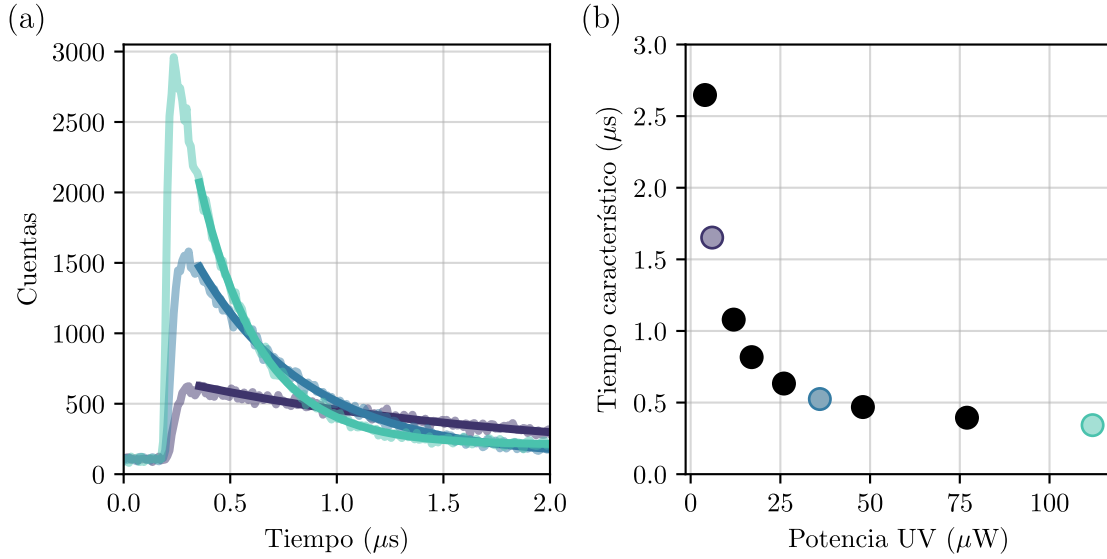 (a)
3000
2500
2000
1500
1000
500
0
Cuentas
0.0 0.5 1.0 1.5 2.0
Tiempo (μs)
(b)
3.0
2.5
2.0
1.5
1.0
0.5
0.0
Tiempo característico (μs)
0 25 50 75 100
Potencia UV (μW)